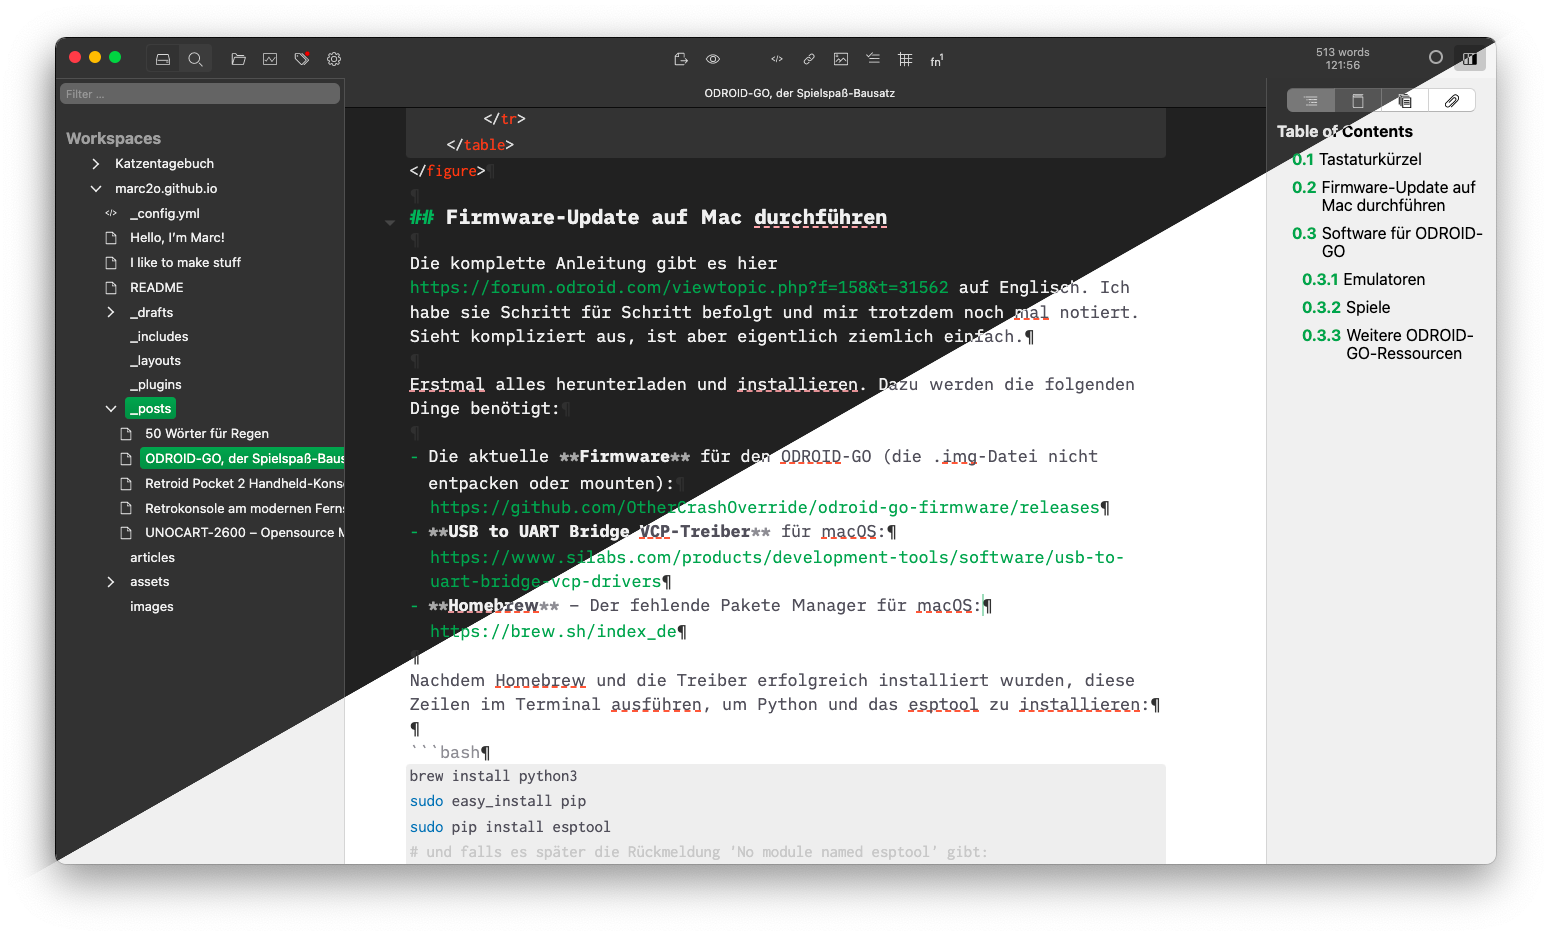 513 words
121:56
Filter ...
ODROID-GO, der Spielspaß-Bausatz
Workspaces
Katzentagebuch
marc2o.github.io
_config.yml
Hello, I’m Marc!
I like to make stuff
README
_drafts
_includes
_layouts
_plugins
_posts
50 Wörter für Regen
ODROID-GO, der Spielspaß-Baus
Retroid Pocket 2 Handheld-Kons
Retrokonsole am modernen Ferns
UNOCART-2600 – Opensource M
articles
assets
images
</tr>
</table>
</figure>¶
¶
## Firmware-Update auf Mac durchführen
¶
Die komplette Anleitung gibt es hier
https://forum.odroid.com/viewtopic.php?f=158&t=31562 auf Englisch. Ich
habe sie Schritt für Schritt befolgt und mir trotzdem noch mal notiert.
Sieht kompliziert aus, ist aber eigentlich ziemlich einfach.¶
¶
Erstmal alles herunterladen und installieren. Dazu werden die folgenden
Dinge benötigt:¶
¶
- Die aktuelle **Firmware** für den ODROID-GO (die .img-Datei nicht
entpacken oder mounten):¶
https://github.com/OtherCrashOverride/odroid-go-firmware/releases¶
- **USB to UART Bridge VCP-Treiber** für macOS:¶
https://www.silabs.com/products/development-tools/software/usb-to-
uart-bridge-vcp-drivers¶
- **Homebrew** – Der fehlende Pakete Manager für macOS:¶
https://brew.sh/index_de¶
¶
Nachdem Homebrew und die Treiber erfolgreich installiert wurden, diese
Zeilen im Terminal ausführen, um Python und das esptool zu installieren:¶
¶
```bash¶
brew install python3
sudo easy_install pip
sudo pip install esptool
# und falls es später die Rückmeldung ‘No module named esptool’ gibt:
Table of Contents
0.1 Tastaturkürzel
0.2 Firmware-Update auf
Mac durchführen
0.3 Software für ODROID-
GO
0.3.1 Emulatoren
0.3.2 Spiele
0.3.3 Weitere ODROID-
GO-Ressourcen